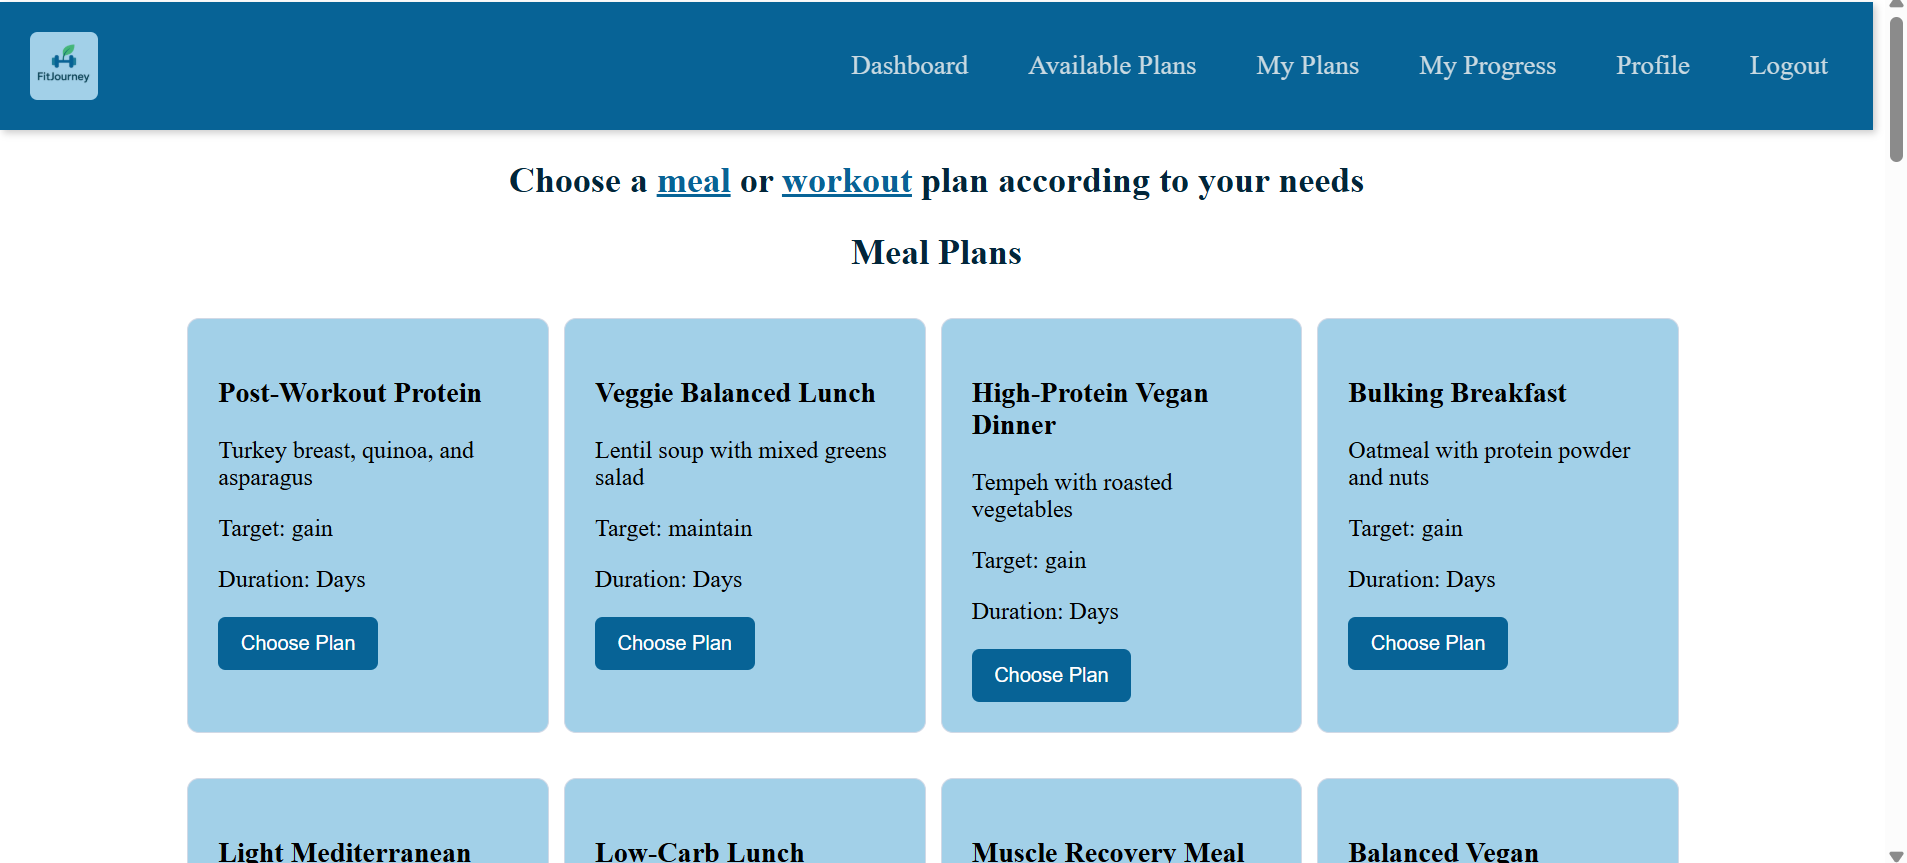 FitJourney
Dashboard Available Plans My Plans My Progress Profile Logout
Choose a meal or workout plan according to your needs
Meal Plans
Post-Workout Protein
Turkey breast, quinoa, and
asparagus
Target: gain
Duration: Days
Choose Plan
Veggie Balanced Lunch
Lentil soup with mixed greens
salad
Target: maintain
Duration: Days
Choose Plan
High-Protein Vegan
Dinner
Tempeh with roasted
vegetables
Target: gain
Duration: Days
Choose Plan
Bulking Breakfast
Oatmeal with protein powder
and nuts
Target: gain
Duration: Days
Choose Plan
Light Mediterranean
Low-Carb Lunch
Muscle Recovery Meal
Balanced Vegan